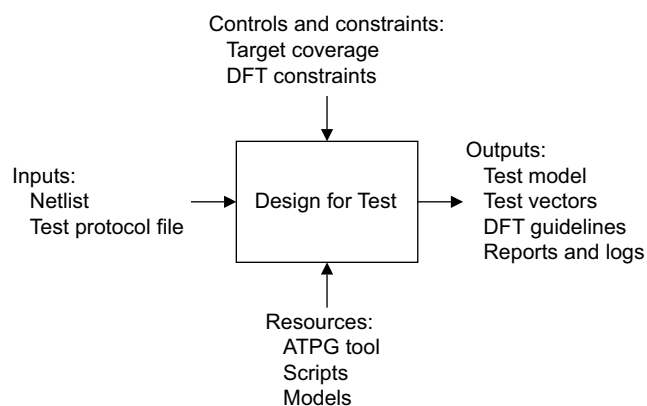 Controls and constraints:
Target coverage
DFT constraints
Inputs:
Netlist
Test protocol file
Design for Test
Outputs:
Test model
Test vectors
DFT guidelines
Reports and logs
Resources:
ATPG tool
Scripts
Models